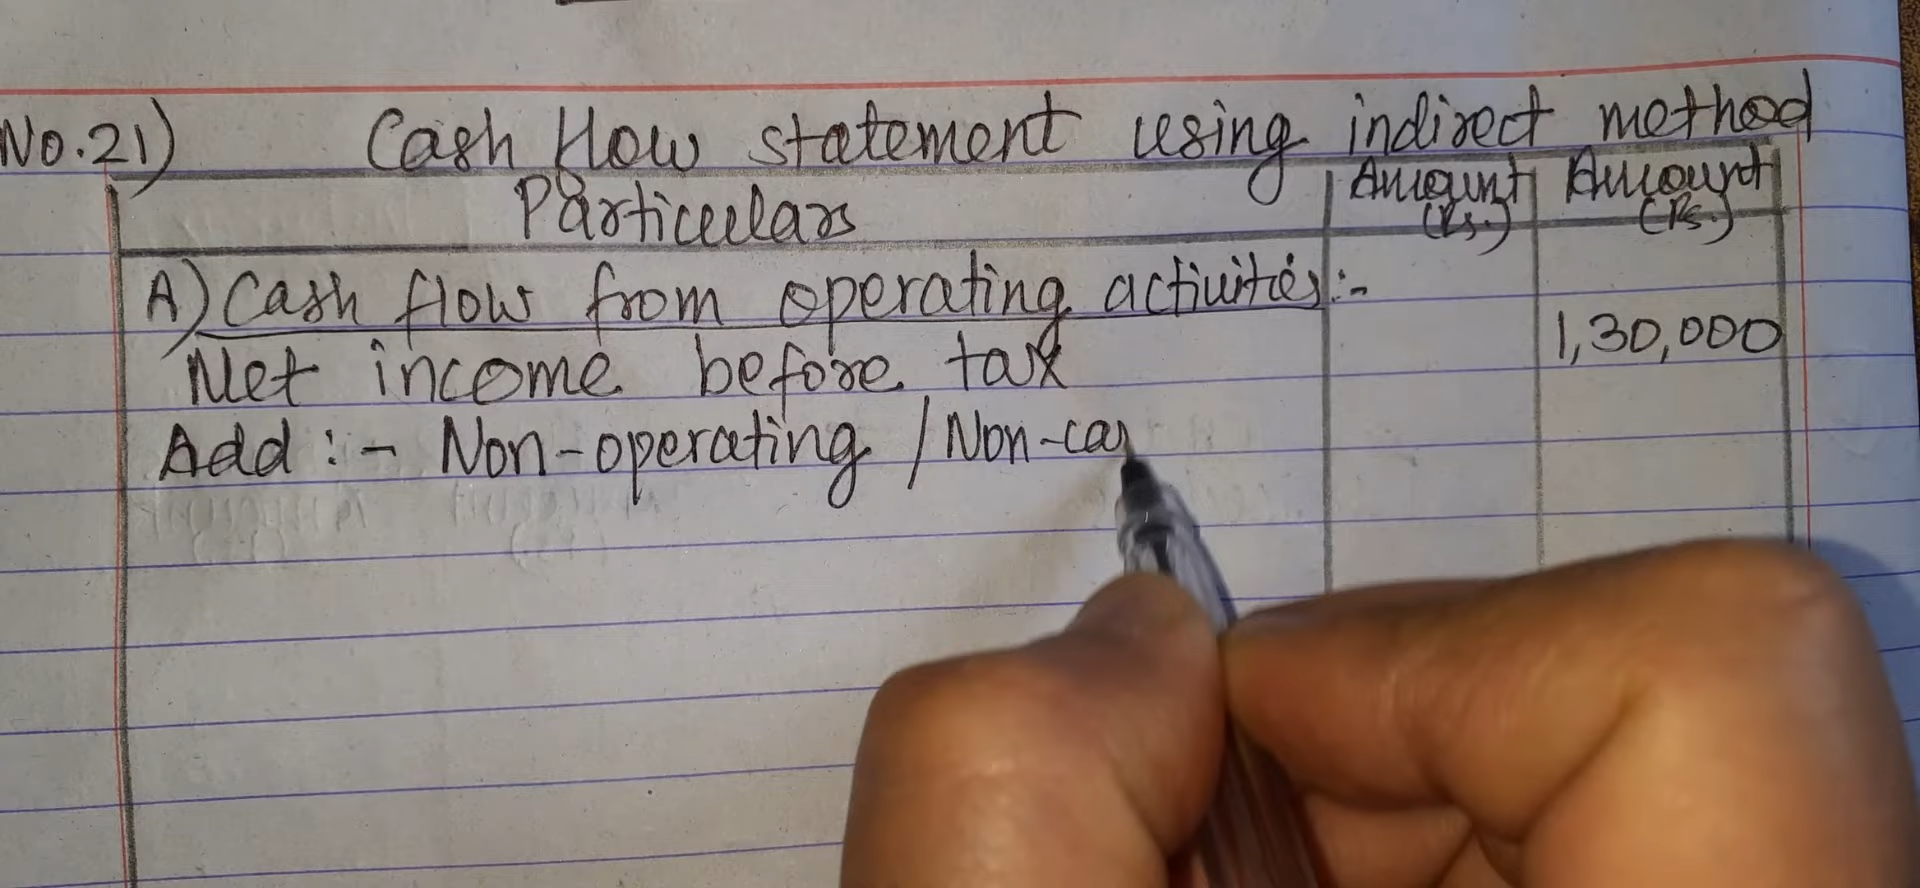 No.21) Cash flow statement using indirect method
Particulars Amount (Rs.) Amount (Rs.)
A) Cash flow from operating activities:-
Net income before tax 1,30,000
Add :- Non-operating / Non-cas